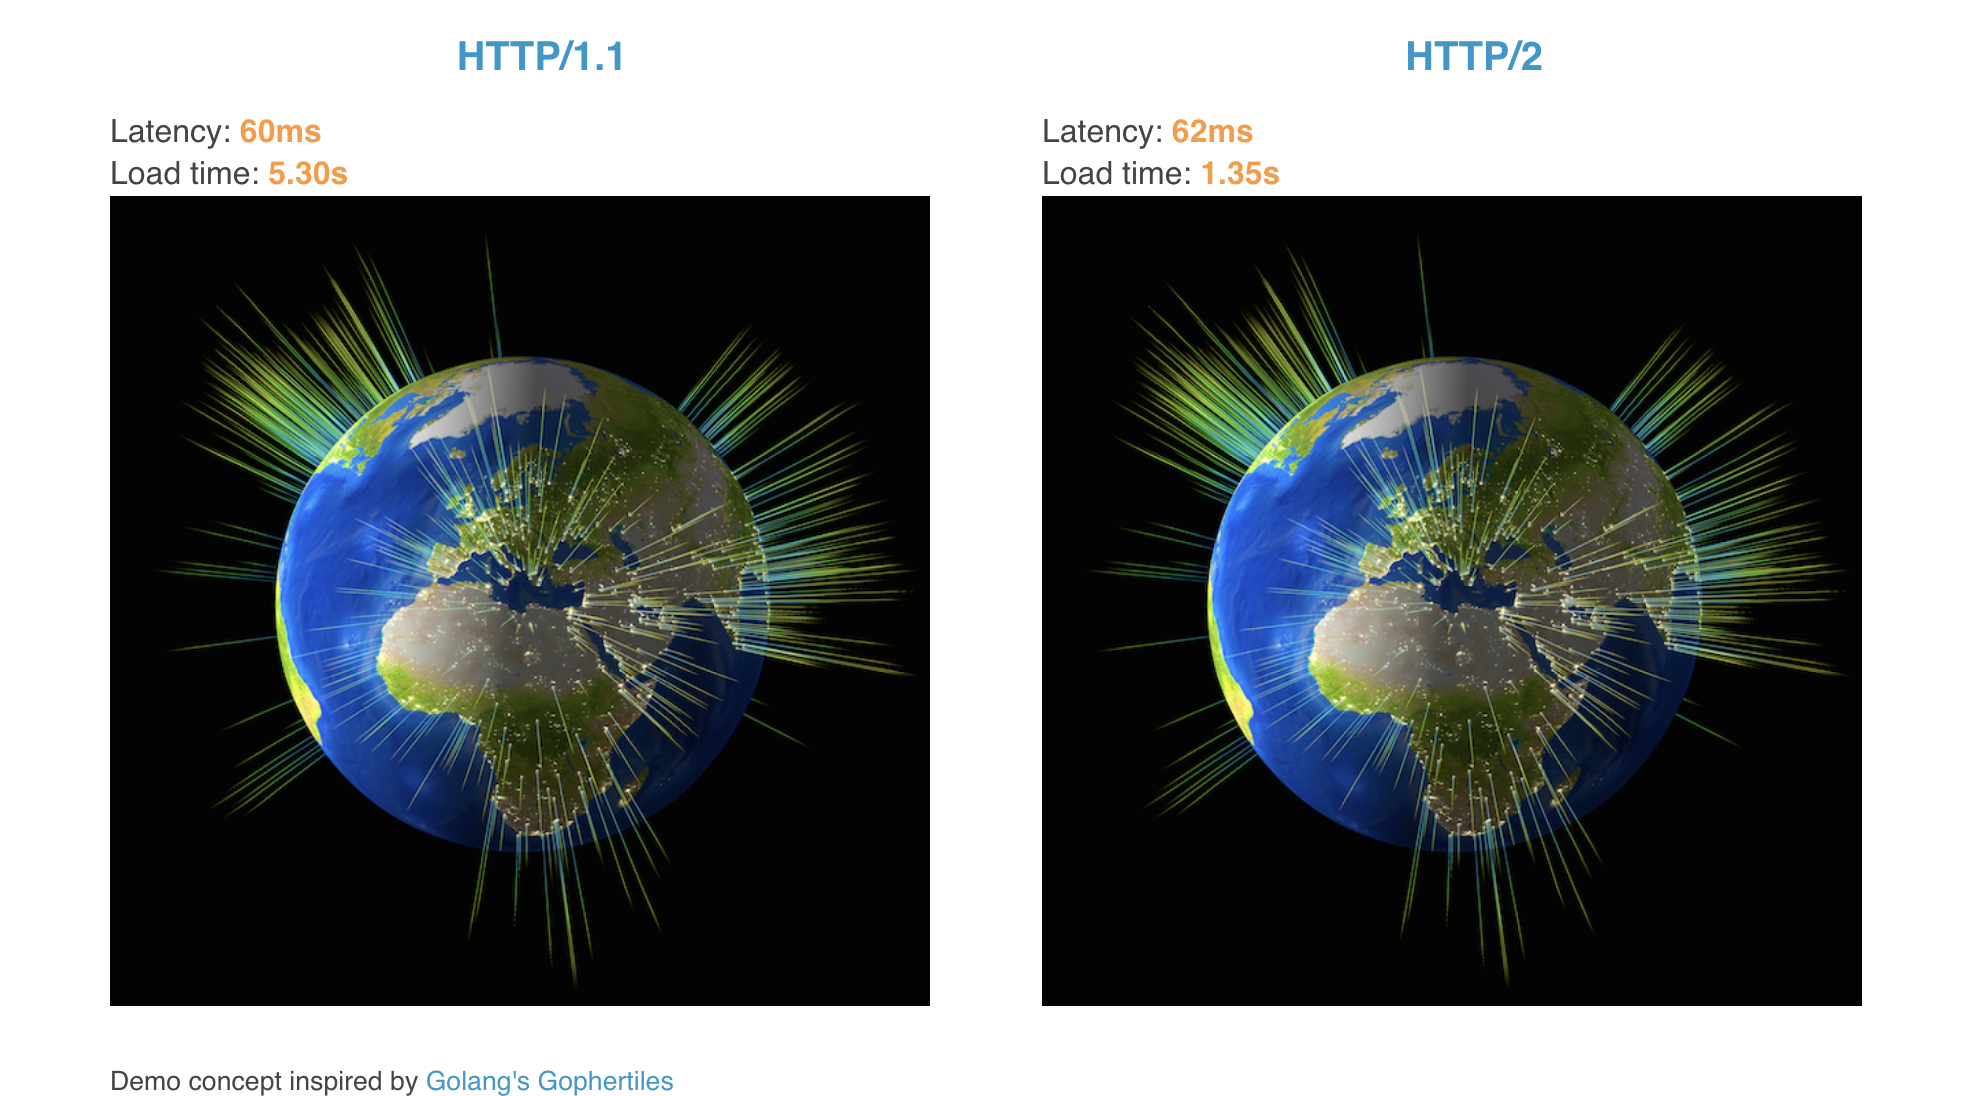 HTTP/1.1
Latency: 60ms
Load time: 5.30s
HTTP/2
Latency: 62ms
Load time: 1.35s
Demo concept inspired by Golang's Gophertiles